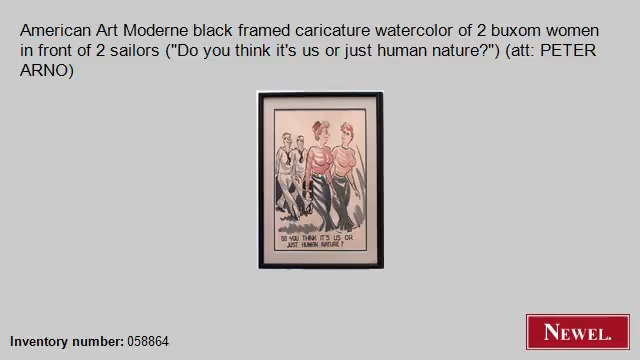 American Art Moderne black framed caricature watercolor of 2 buxom women
in front of 2 sailors ("Do you think it's us or just human nature?") (att: PETER
ARNO)
DO YOU THINK IT'S US OR
JUST HUMAN NATURE?
NEWEL.
Inventory number: 058864